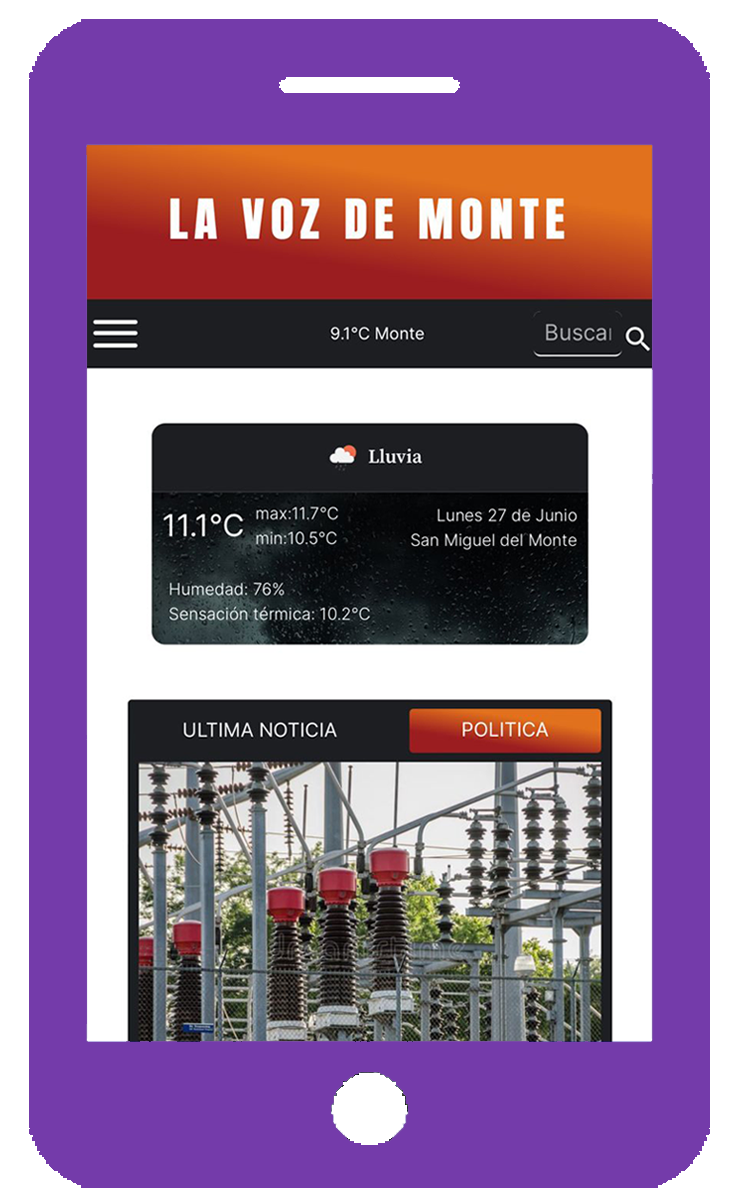 LA VOZ DE MONTE
9.1°C Monte
Buscar
Lluvia
11.1°C
max:11.7°C
min:10.5°C
Lunes 27 de Junio
San Miguel del Monte
Humedad: 76%
Sensación térmica: 10.2°C
ULTIMA NOTICIA
POLITICA